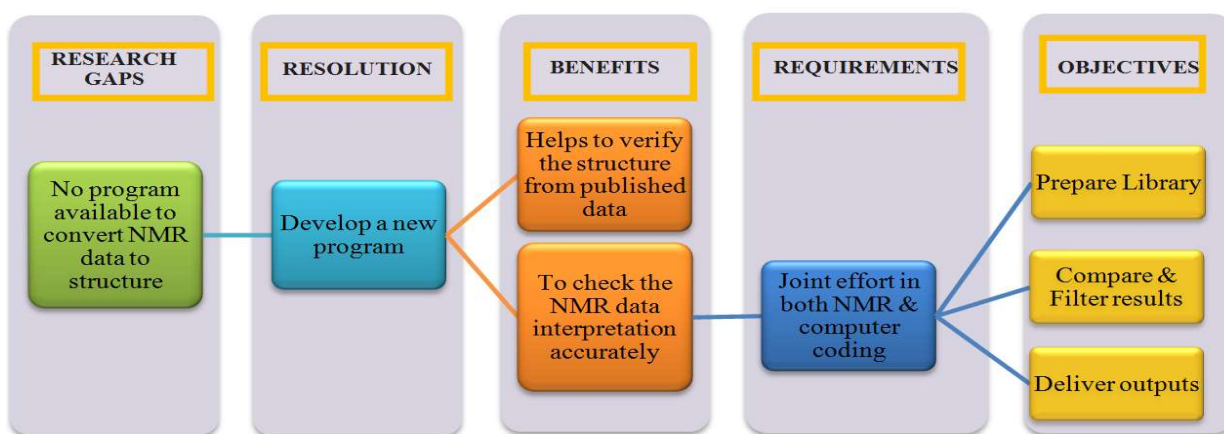 RESEARCH
GAPS
No program
available to
convert NMR
data to
structure
RESOLUTION
Develop a new
program
BENEFITS
Helps to verify
the structure
from published
data
To check the
NMR data
interpretation
accurately
REQUIREMENTS
Joint effort in
both NMR &
computer
coding
OBJECTIVES
Prepare Library
Compare &
Filter results
Deliver outputs